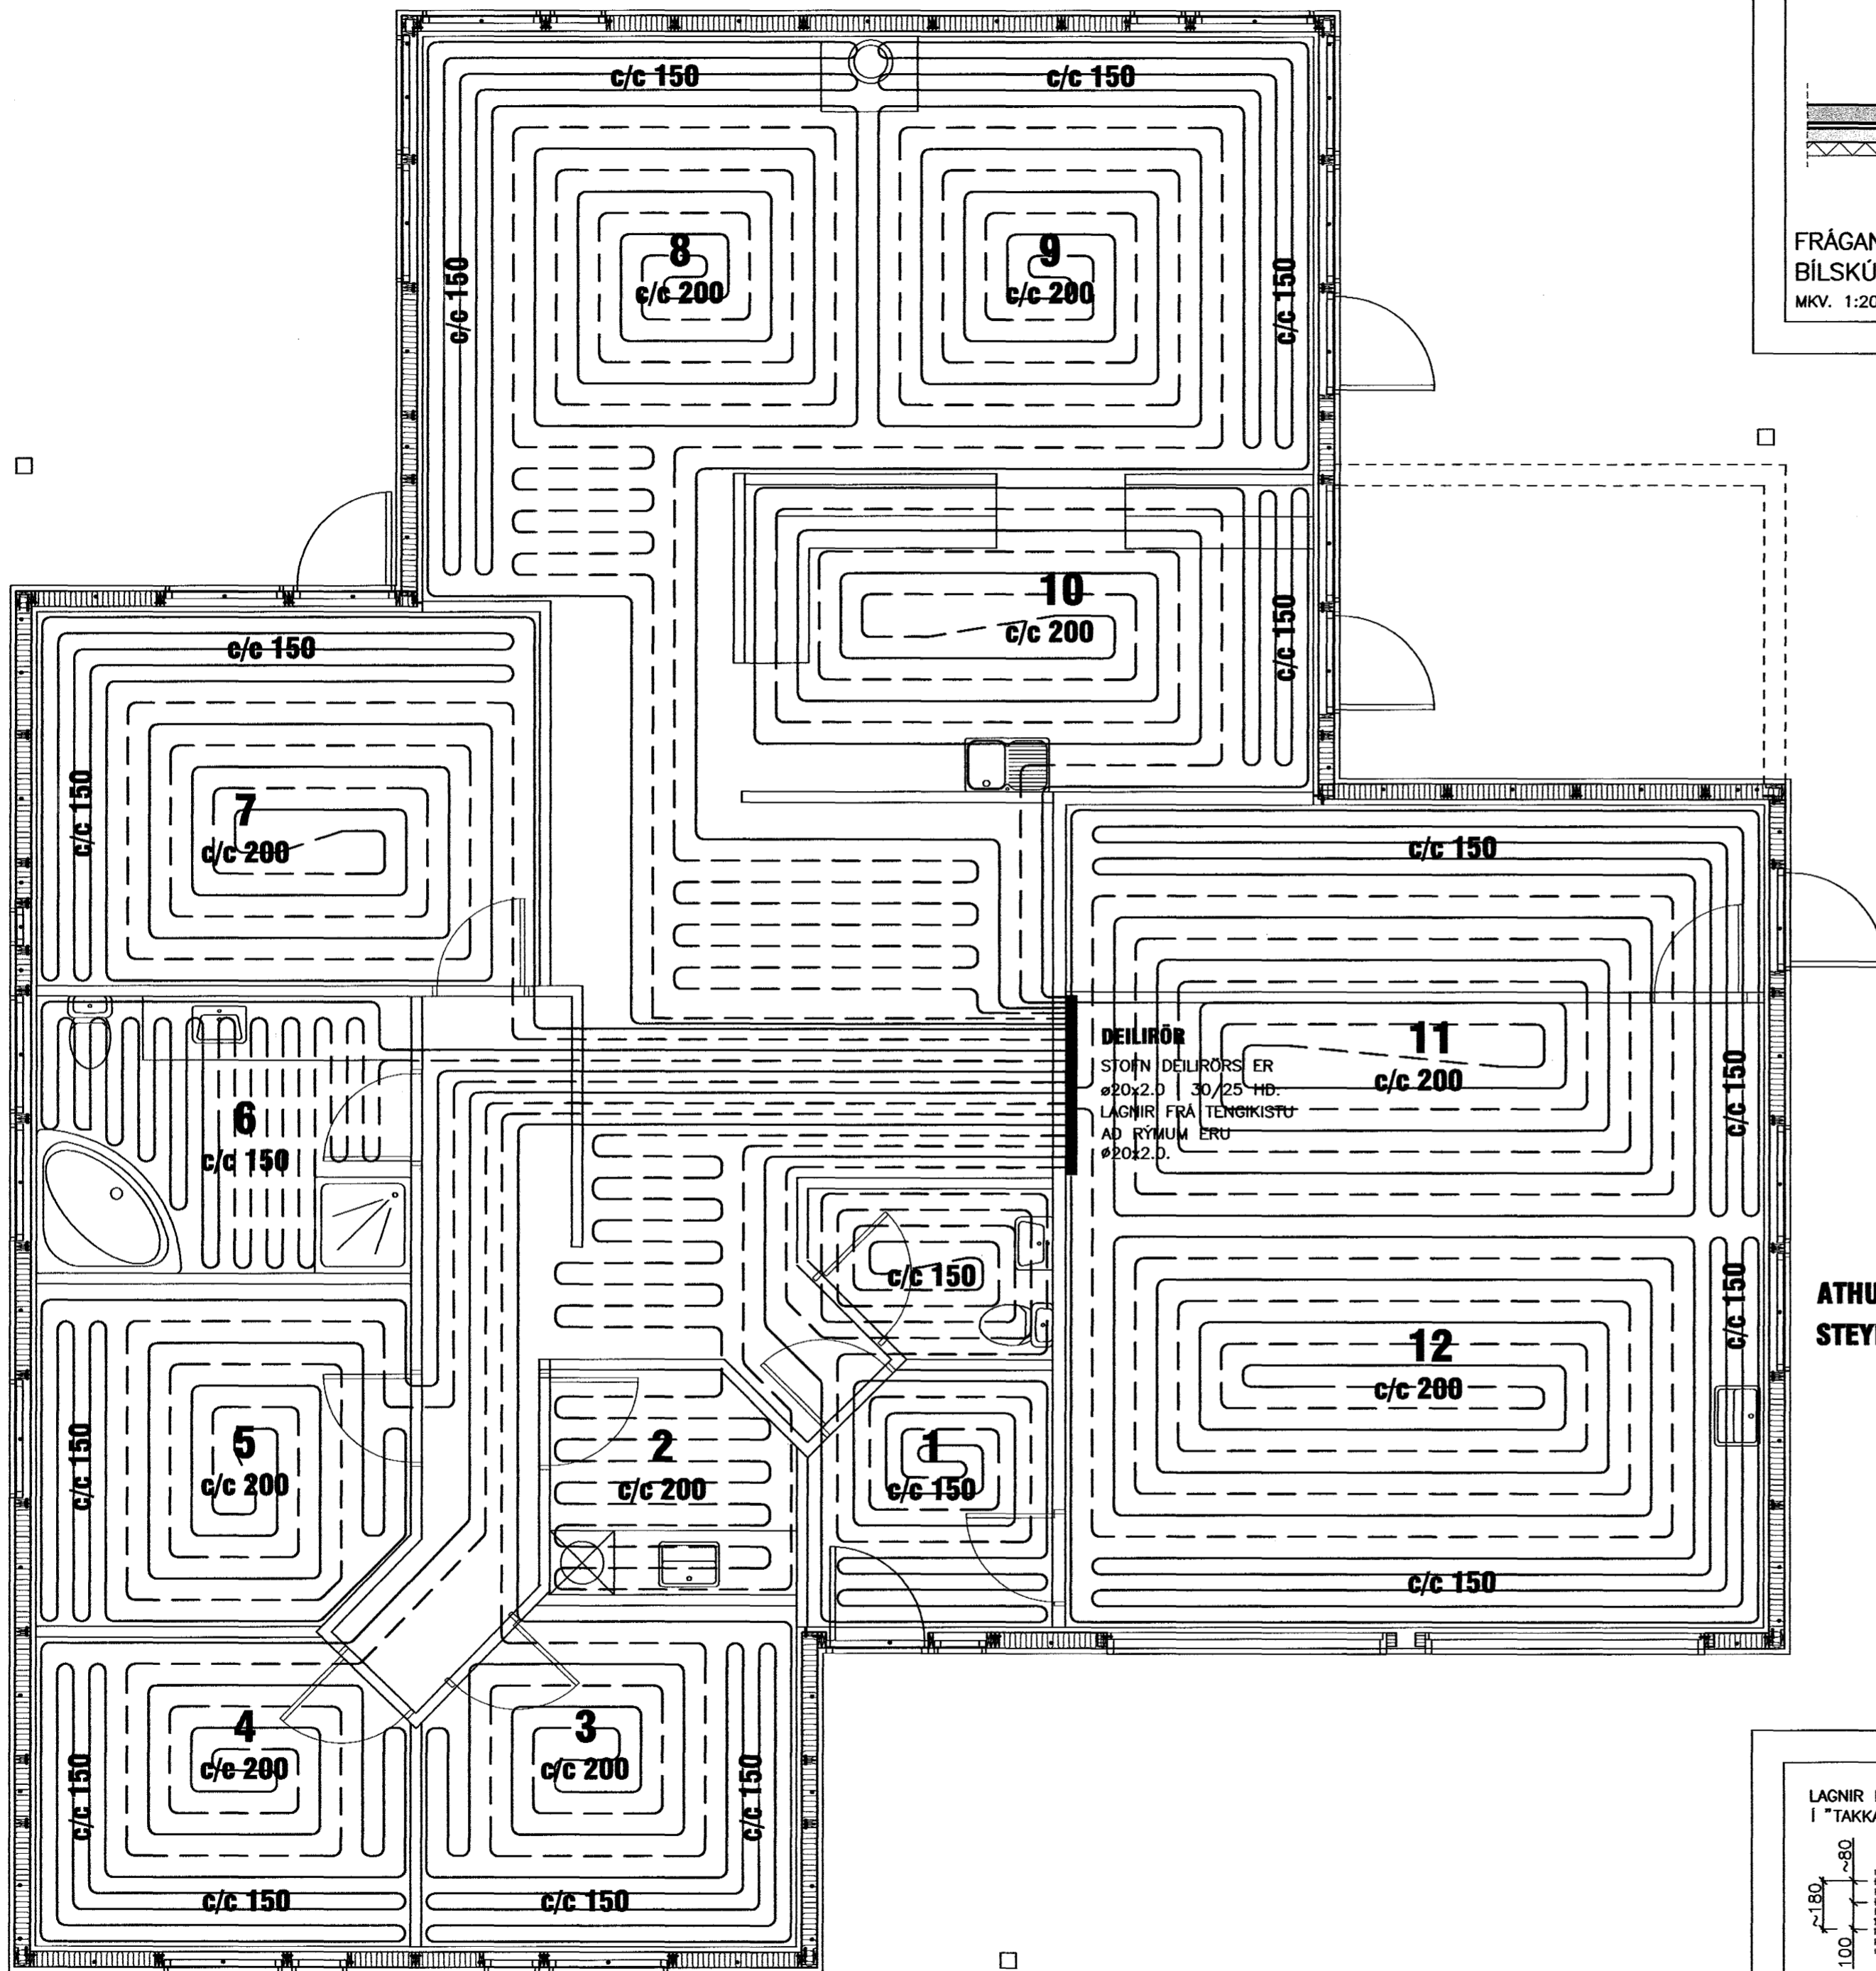 c/c 150
c/c 150
8
c/c 200
9
c/c 200
c/c 150
c/c 150
FRÁGAN
BÍLSKÚ
MKV. 1:20
10
c/c 200
c/c 150
c/c 150
7
c/c 200
c/c 150
c/c 150
DEILIRÖR
STOFN DEILIRÖRS ER
ø20x2.0 30/25 HD.
LAGNIR FRÁ TENGIKISTU
AÐ RÝMUM ERU
ø20x2.0.
11
c/c 200
c/c 150
6
c/c 150
c/c 150
12
c/c 200
c/c 150
c/c 150
ATHU
STEY
5
c/c 200
c/c 150
2
c/c 200
1
c/c 150
4
c/c 200
c/c 150
c/c 150
3
c/c 200
c/c 150
c/c 150
LAGNIR
Í "TAKKA
~80
~180
100